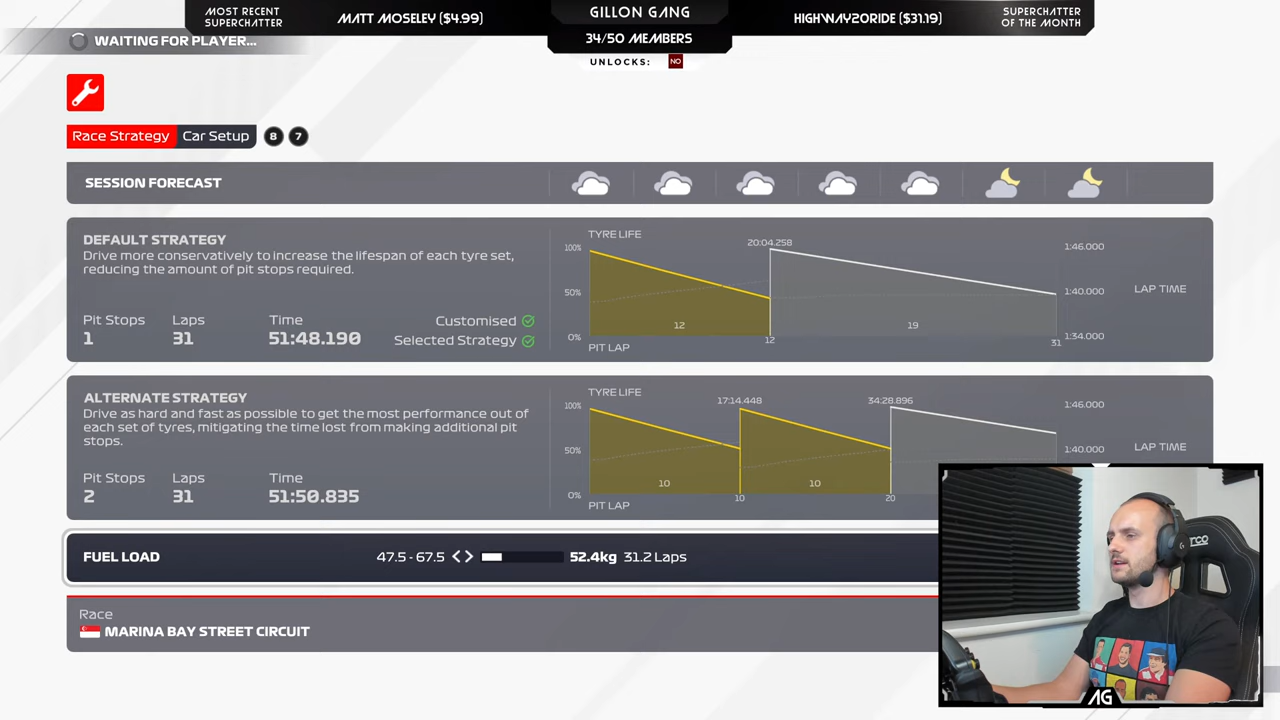 MOST RECENT
SUPERCHATTER
MATT MOSELEY ($4.99)
GILLON GANG
HIGHWAY2ORIDE ($31.19)
SUPERCHATTER
OF THE MONTH
34/50 MEMBERS
UNLOCKS: NO
WAITING FOR PLAYER...
Race Strategy Car Setup 8 7
SESSION FORECAST
DEFAULT STRATEGY
Drive more conservatively to increase the lifespan of each tyre set,
reducing the amount of pit stops required.
Pit Stops Laps Time
1 31 51:48.190
Customised
Selected Strategy
TYRE LIFE
100%
50%
0%
PIT LAP
20:04.258
12 19
12 31
1:46.000
1:40.000
1:34.000
LAP TIME
ALTERNATE STRATEGY
Drive as hard and fast as possible to get the most performance out of
each set of tyres, mitigating the time lost from making additional pit
stops.
Pit Stops Laps Time
2 31 51:50.835
TYRE LIFE
100%
50%
0%
PIT LAP
17:14.448 34:28.896
10 10
10 20
1:46.000
1:40.000
LAP TIME
FUEL LOAD 47.5 - 67.5 52.4kg 31.2 Laps
Race
MARINA BAY STREET CIRCUIT
AG